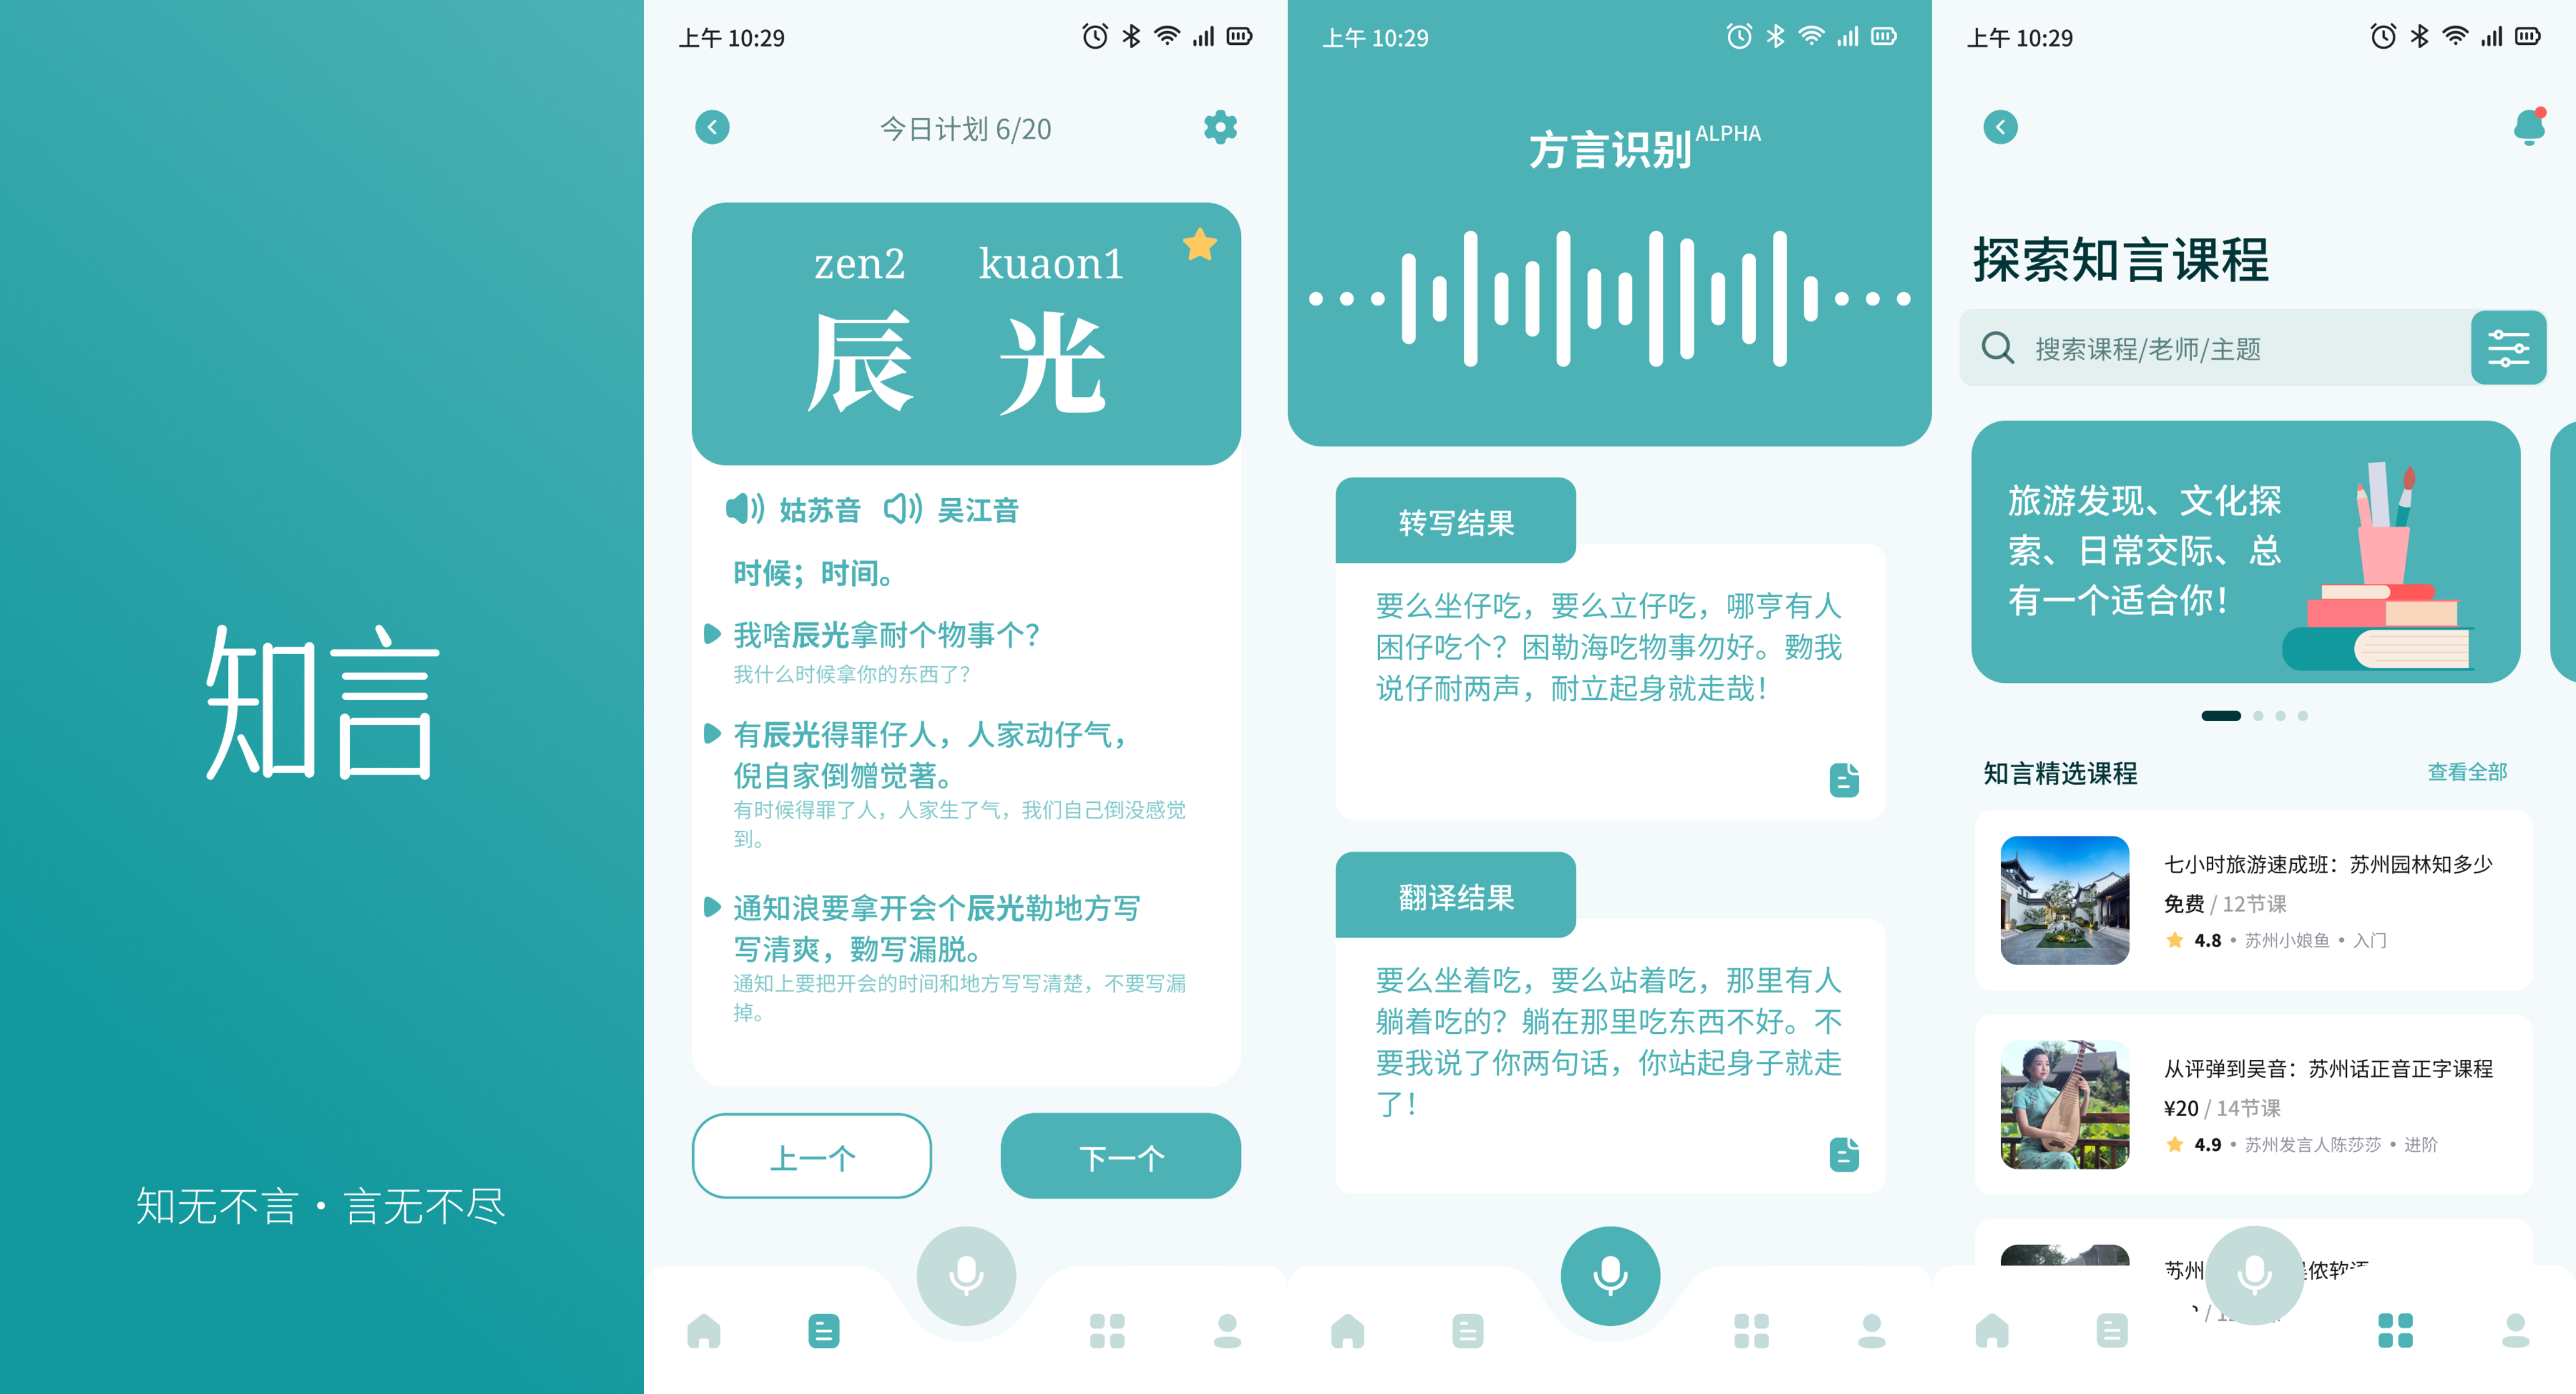 知言
知无不言·言无不尽
上午 10:29
今日计划 6/20
zen2 kuaon1
辰 光
姑苏音 吴江音
时候；时间。
我啥辰光拿耐个物事个？
我什么时候拿你的东西了？
有辰光得罪仔人，人家动仔气，
倪自家倒𣍐觉著。
有时候得罪了人，人家生了气，我们自己倒没感觉
到。
通知浪要拿开会个辰光勒地方写
写清爽，覅写漏脱。
通知上要把开会的时间和地方写写清楚，不要写漏
掉。
上一个
下一个
上午 10:29
方言识别ALPHA
转写结果
要么坐仔吃，要么立仔吃，哪亨有人
困仔吃个？困勒海吃物事勿好。覅我
说仔耐两声，耐立起身就走哉！
翻译结果
要么坐着吃，要么站着吃，那里有人
躺着吃的？躺在那里吃东西不好。不
要我说了你两句话，你站起身子就走
了！
上午 10:29
探索知言课程
搜索课程/老师/主题
旅游发现、文化探
索、日常交际、总
有一个适合你！
知言精选课程
查看全部
七小时旅游速成班：苏州园林知多少
免费 / 12节课
4.8 • 苏州小娘鱼 • 入门
从评弹到吴音：苏州话正音正字课程
¥20 / 14节课
4.9 • 苏州发言人陈莎莎 • 进阶
苏州 侬软